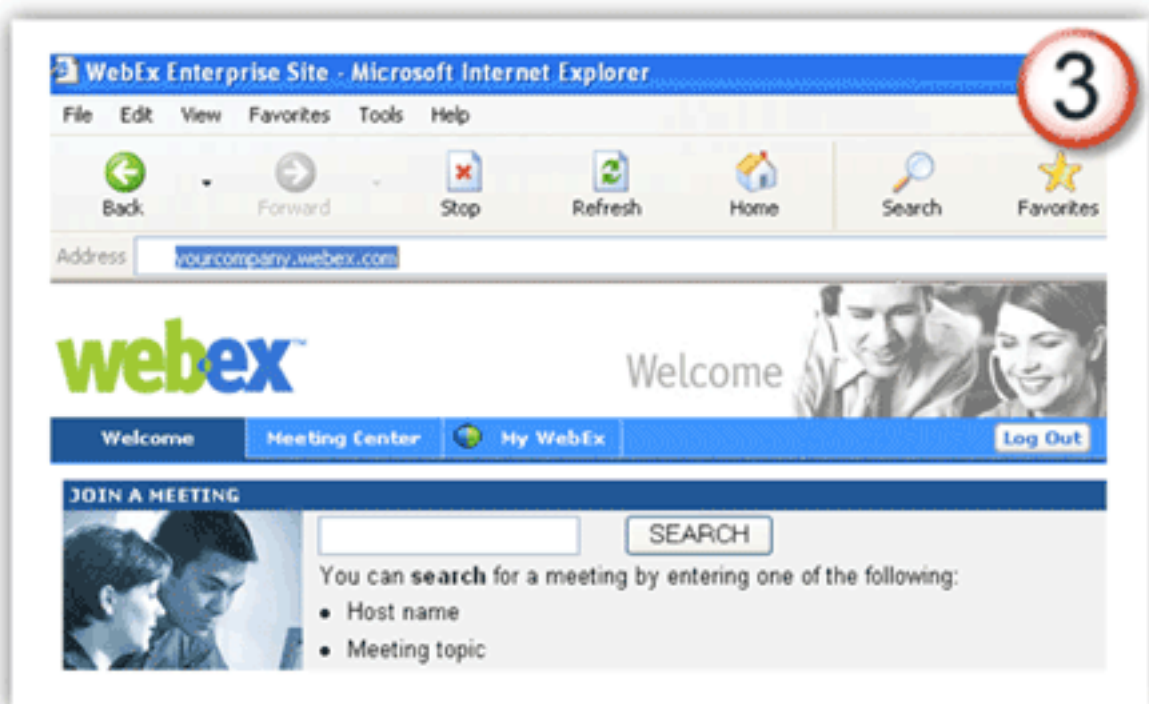 WebEx Enterprise Site - Microsoft Internet Explorer
3
File Edit View Favorites Tools Help
Back Forward Stop Refresh Home Search Favorites
Address yourcompany.webex.com
webex™
Welcome
Welcome Meeting Center My WebEx Log Out
JOIN A MEETING
SEARCH
You can search for a meeting by entering one of the following:
• Host name
• Meeting topic